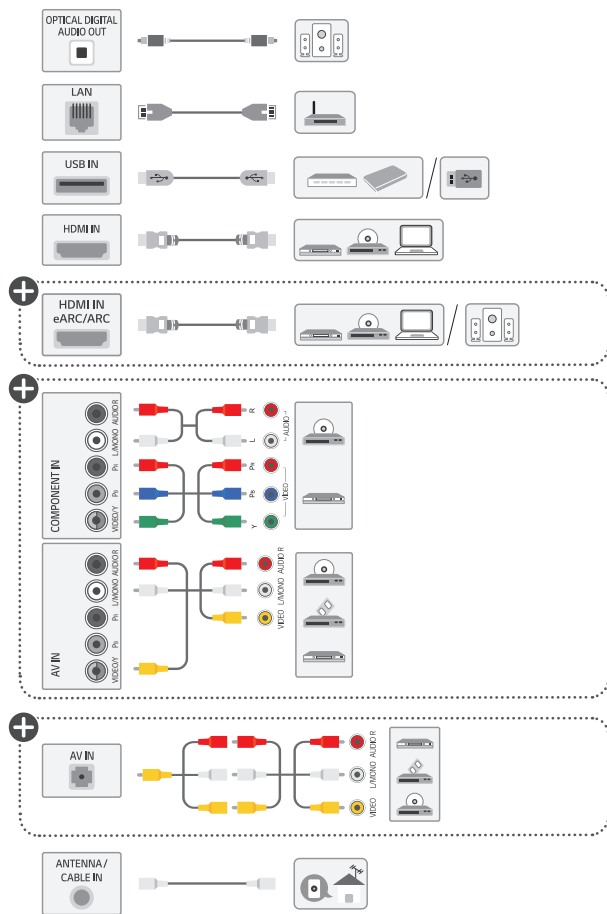 OPTICAL DIGITAL
AUDIO OUT
LAN
USB IN
/
HDMI IN
HDMI IN
eARC/ARC
/
COMPONENT IN
VIDEO/Y
PB
PR
L/MONO
AUDIO R
R
L
AUDIO
PR
PB
Y
VIDEO
AV IN
VIDEO/Y
PB
PR
L/MONO
AUDIO R
VIDEO
L/MONO
AUDIO R
AV IN
VIDEO
L/MONO
AUDIO R
ANTENNA /
CABLE IN